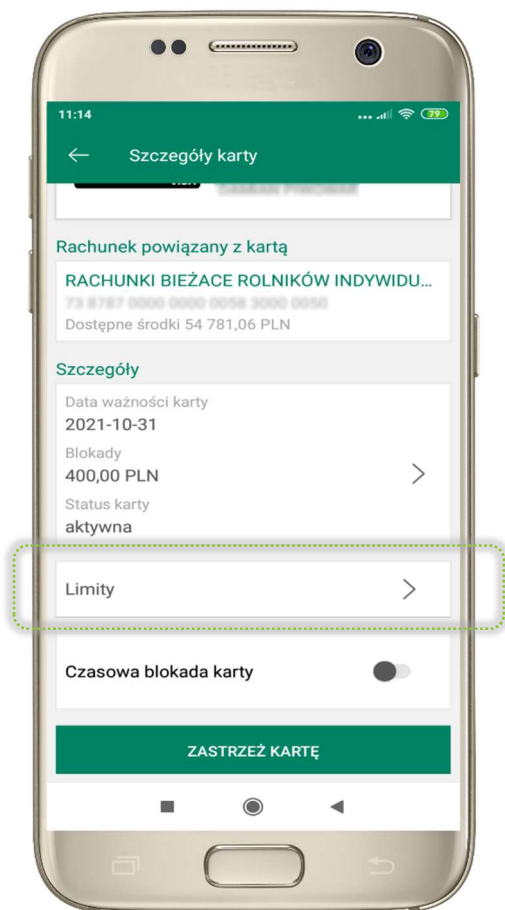 11:14
79
Szczegóły karty
Rachunek powiązany z kartą
RACHUNKI BIEŻACE ROLNIKÓW INDYWIDU...
Dostępne środki 54 781,06 PLN
Szczegóły
Data ważności karty
2021-10-31
Blokady
400,00 PLN
Status karty
aktywna
Limity
Czasowa blokada karty
ZASTRZEŻ KARTĘ